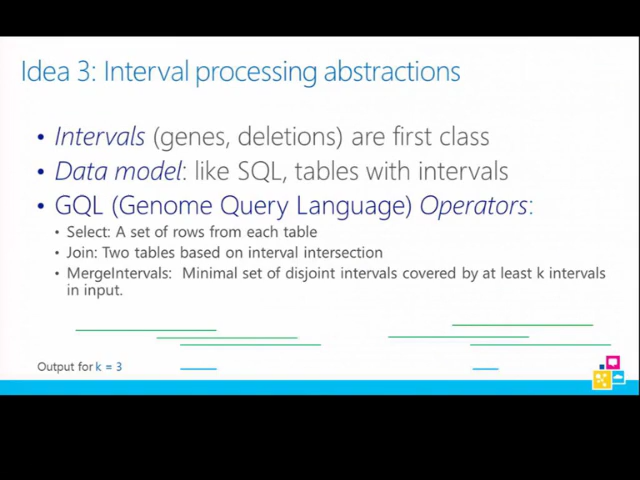 Idea 3: Interval processing abstractions
• Intervals (genes, deletions) are first class
• Data model: like SQL, tables with intervals
• GQL (Genome Query Language) Operators:
• Select: A set of rows from each table
• Join: Two tables based on interval intersection
• MergeIntervals: Minimal set of disjoint intervals covered by at least k intervals
in input.
Output for k = 3